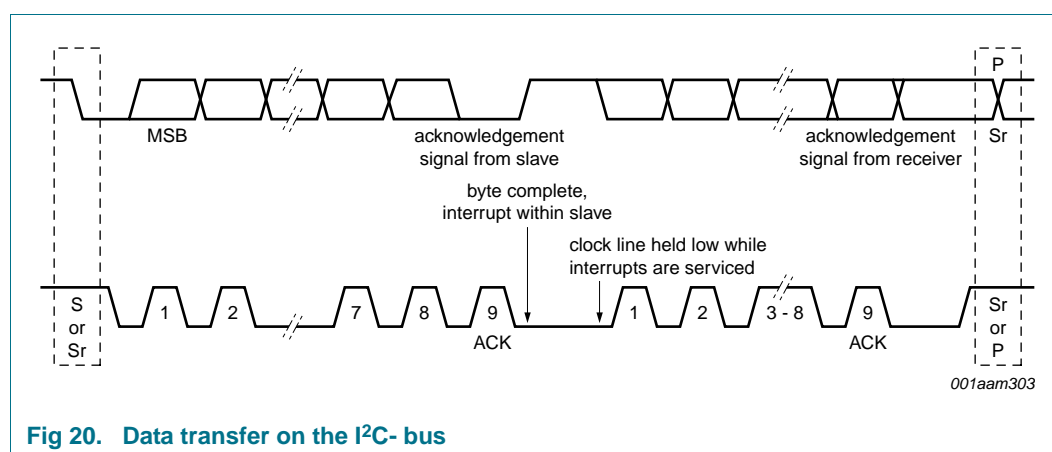 P
MSB
acknowledgement
signal from slave
acknowledgement
signal from receiver
Sr
byte complete,
interrupt within slave
clock line held low while
interrupts are serviced
S
or
Sr
1
2
7
8
9
1
2
3 - 8
9
Sr
or
P
ACK
ACK
001aam303
Fig 20. Data transfer on the I²C- bus